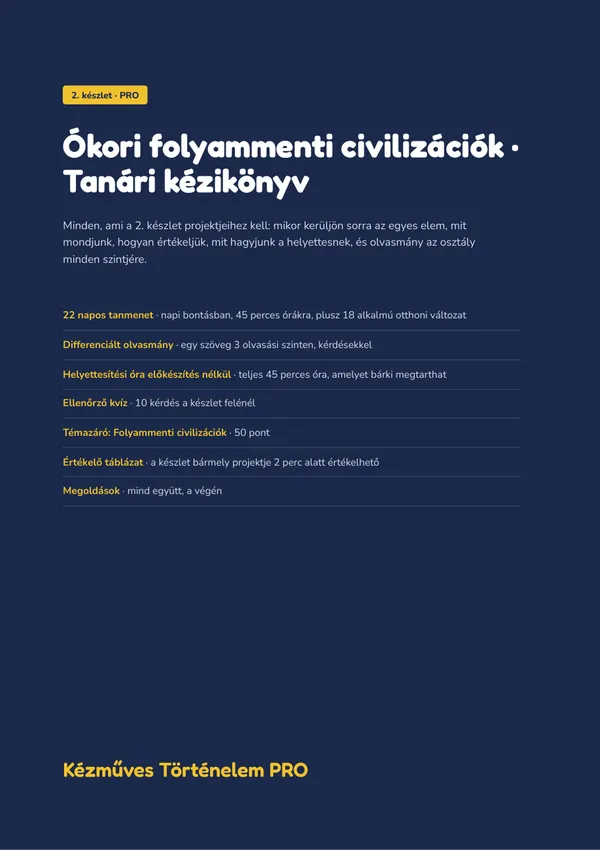 2. készlet · PRO
Ókori folyammenti civilizációk ·
Tanári kézikönyv
Minden, ami a 2. készlet projektjeihez kell: mikor kerüljön sorra az egyes elem, mit
mondjunk, hogyan értékeljük, mit hagyjunk a helyettesnek, és olvasmány az osztály
minden szintjére.
22 napos tanmenet · napi bontásban, 45 perces órákra, plusz 18 alkalmú otthoni változat
Differenciált olvasmány · egy szöveg 3 olvasási szinten, kérdésekkel
Helyettesítési óra előkészítés nélkül · teljes 45 perces óra, amelyet bárki megtarthat
Ellenőrző kvíz · 10 kérdés a készlet felénél
Témazáró: Folyammenti civilizációk · 50 pont
Értékelő táblázat · a készlet bármely projektje 2 perc alatt értékelhető
Megoldások · mind együtt, a végén
Kézműves Történelem PRO